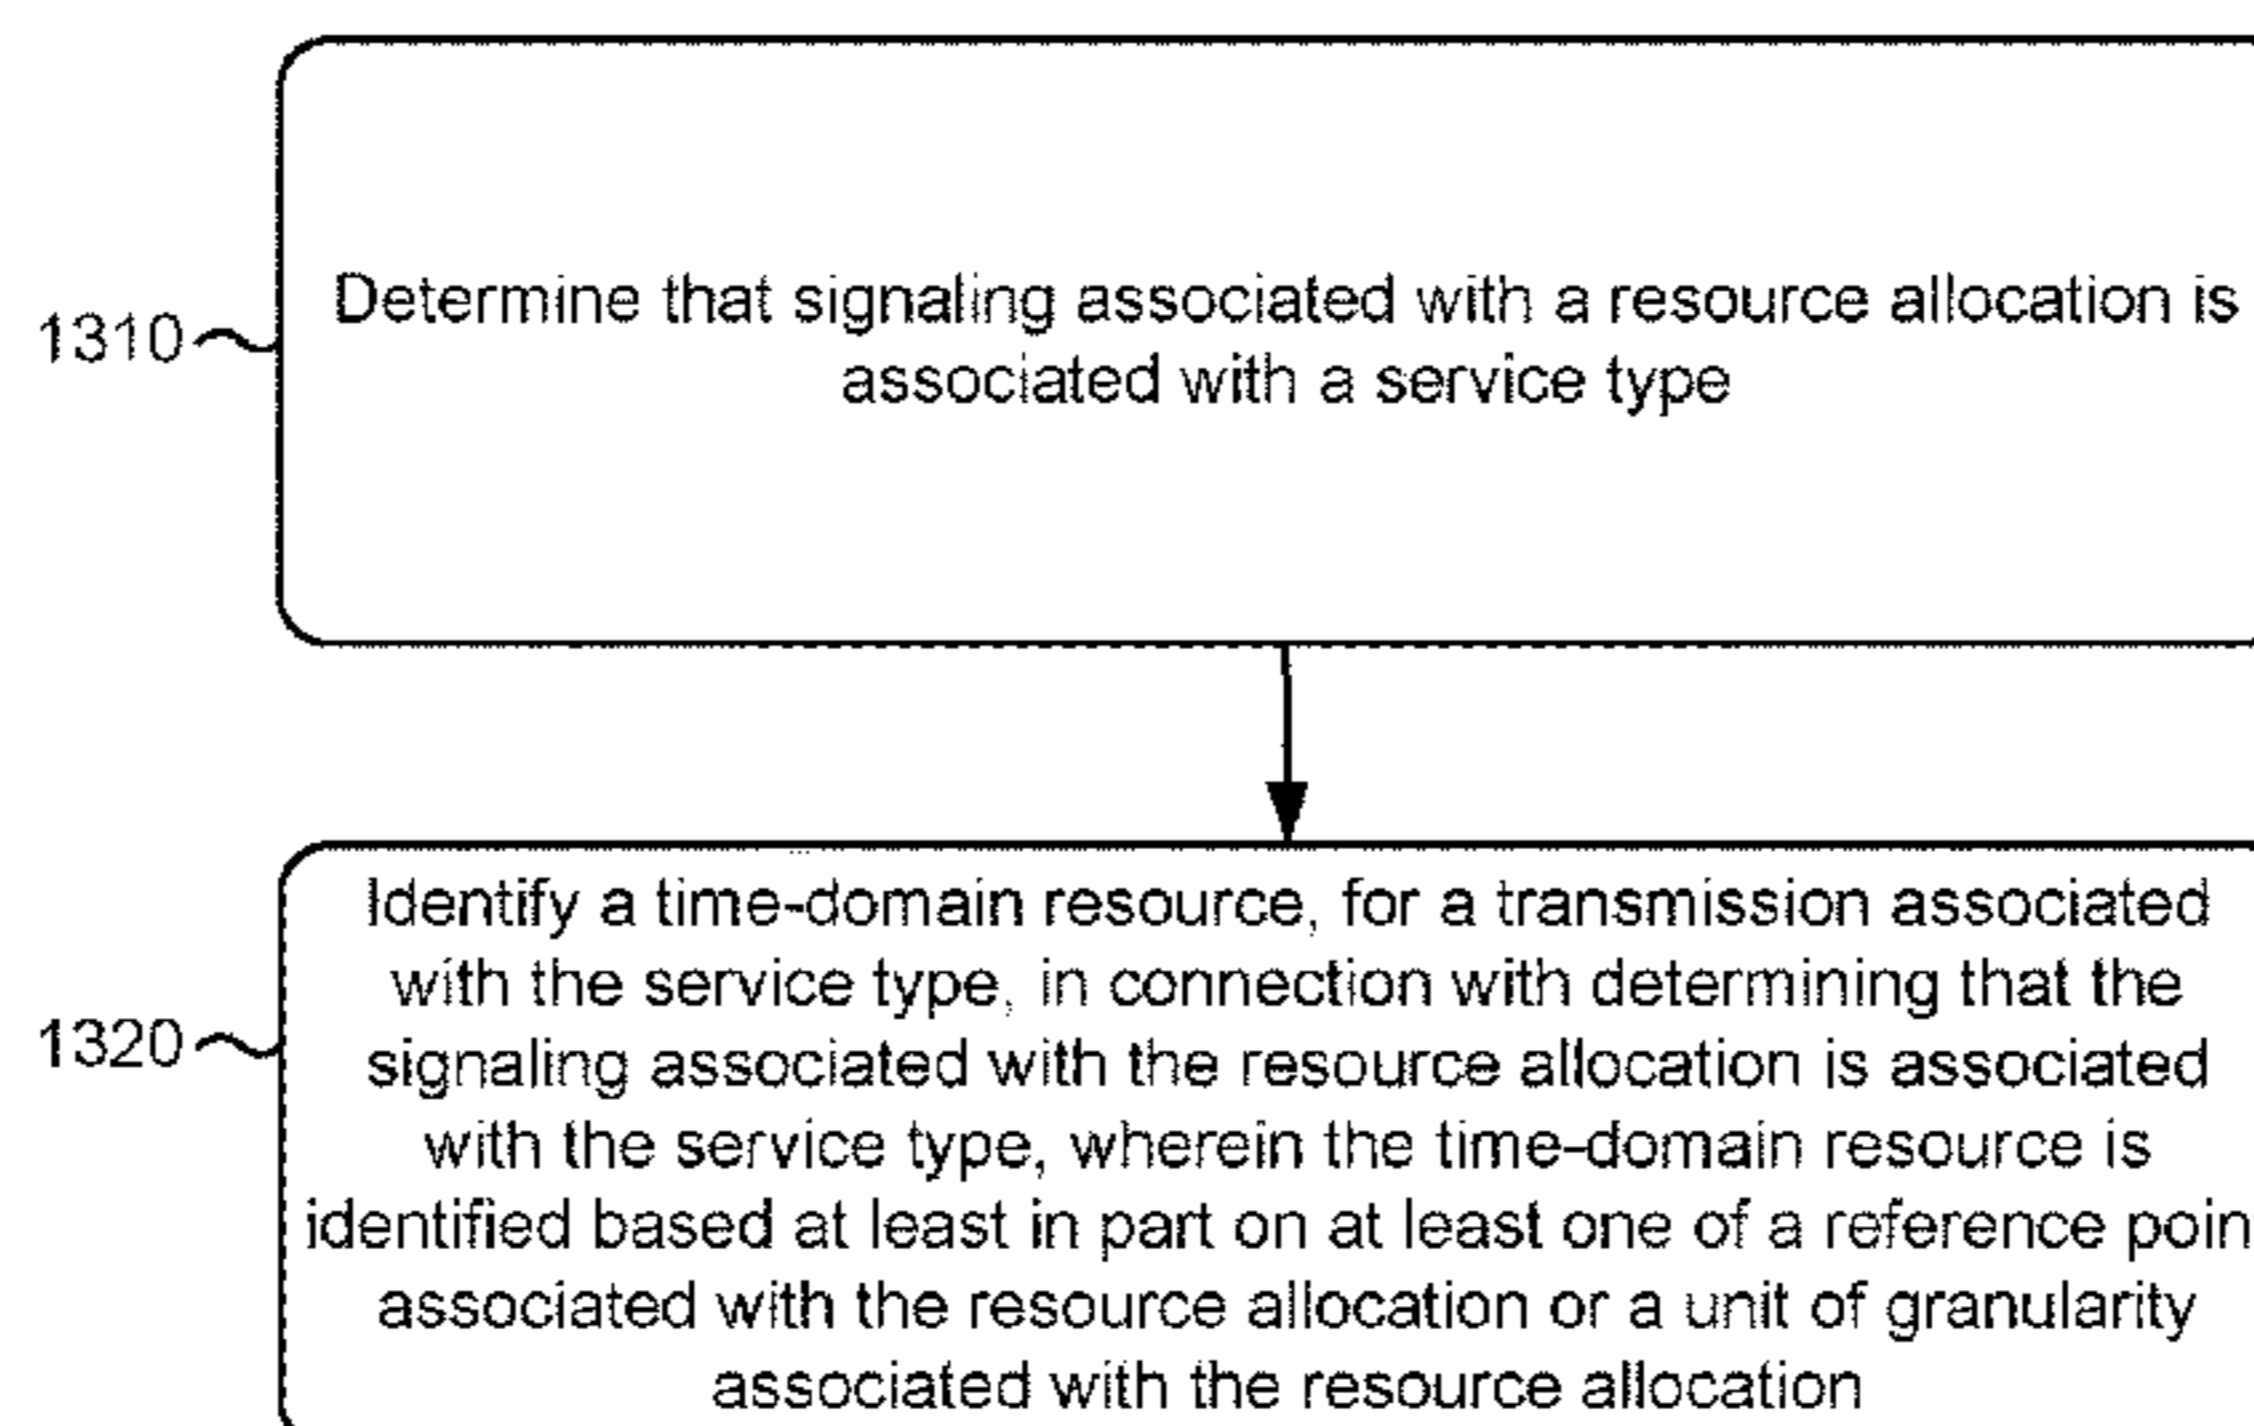 1310
Determine that signaling associated with a resource allocation is
associated with a service type
1320
Identify a time-domain resource, for a transmission associated
with the service type, in connection with determining that the
signaling associated with the resource allocation is associated
with the service type, wherein the time-domain resource is
identified based at least in part on at least one of a reference poin
associated with the resource allocation or a unit of granularity
associated with the resource allocation